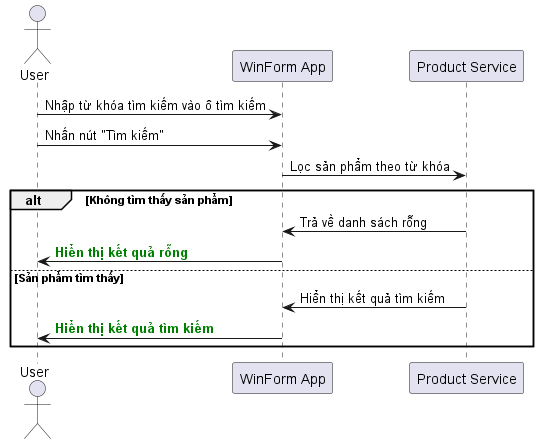 User
WinForm App
Product Service
Nhập từ khóa tìm kiếm vào ô tìm kiếm
Nhấn nút "Tìm kiếm"
Lọc sản phẩm theo từ khóa
alt
[Không tìm thấy sản phẩm]
Trả về danh sách rỗng
Hiển thị kết quả rỗng
[Sản phẩm tìm thấy]
Hiển thị kết quả tìm kiếm
Hiển thị kết quả tìm kiếm
User
WinForm App
Product Service